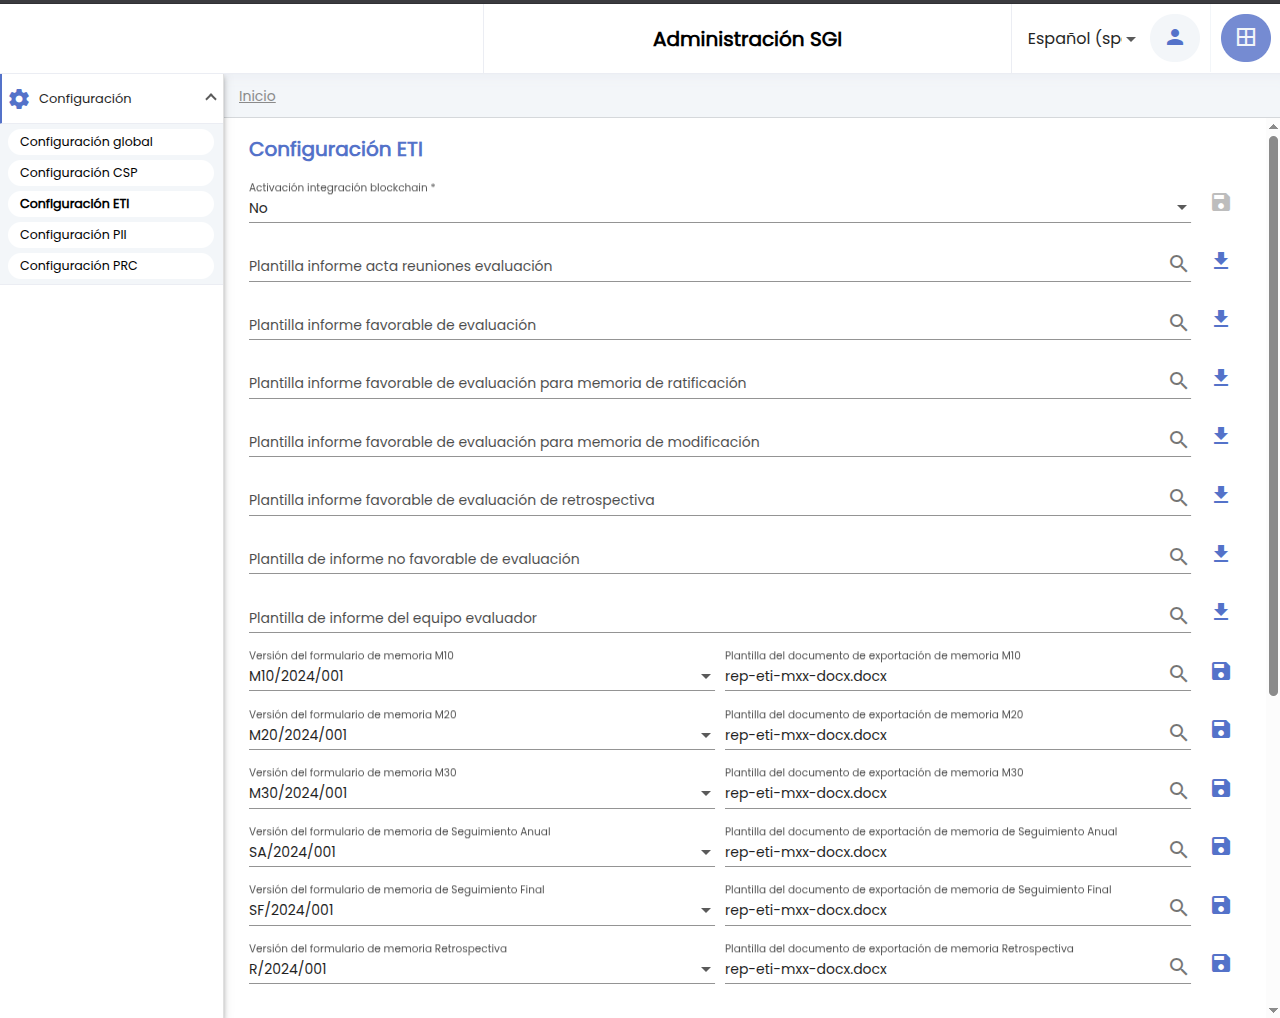 Administración SGI
Español (sp
Configuración
Inicio
Configuración global
Configuración CSP
Configuración ETI
Configuración PII
Configuración PRC
Configuración ETI
Activación integración blockchain *
No
Plantilla informe acta reuniones evaluación
Plantilla informe favorable de evaluación
Plantilla informe favorable de evaluación para memoria de ratificación
Plantilla informe favorable de evaluación para memoria de modificación
Plantilla informe favorable de evaluación de retrospectiva
Plantilla de informe no favorable de evaluación
Plantilla de informe del equipo evaluador
Versión del formulario de memoria M10
Plantilla del documento de exportación de memoria M10
M10/2024/001
rep-eti-mxx-docx.docx
Versión del formulario de memoria M20
Plantilla del documento de exportación de memoria M20
M20/2024/001
rep-eti-mxx-docx.docx
Versión del formulario de memoria M30
Plantilla del documento de exportación de memoria M30
M30/2024/001
rep-eti-mxx-docx.docx
Versión del formulario de memoria de Seguimiento Anual
Plantilla del documento de exportación de memoria de Seguimiento Anual
SA/2024/001
rep-eti-mxx-docx.docx
Versión del formulario de memoria de Seguimiento Final
Plantilla del documento de exportación de memoria de Seguimiento Final
SF/2024/001
rep-eti-mxx-docx.docx
Versión del formulario de memoria Retrospectiva
Plantilla del documento de exportación de memoria Retrospectiva
R/2024/001
rep-eti-mxx-docx.docx